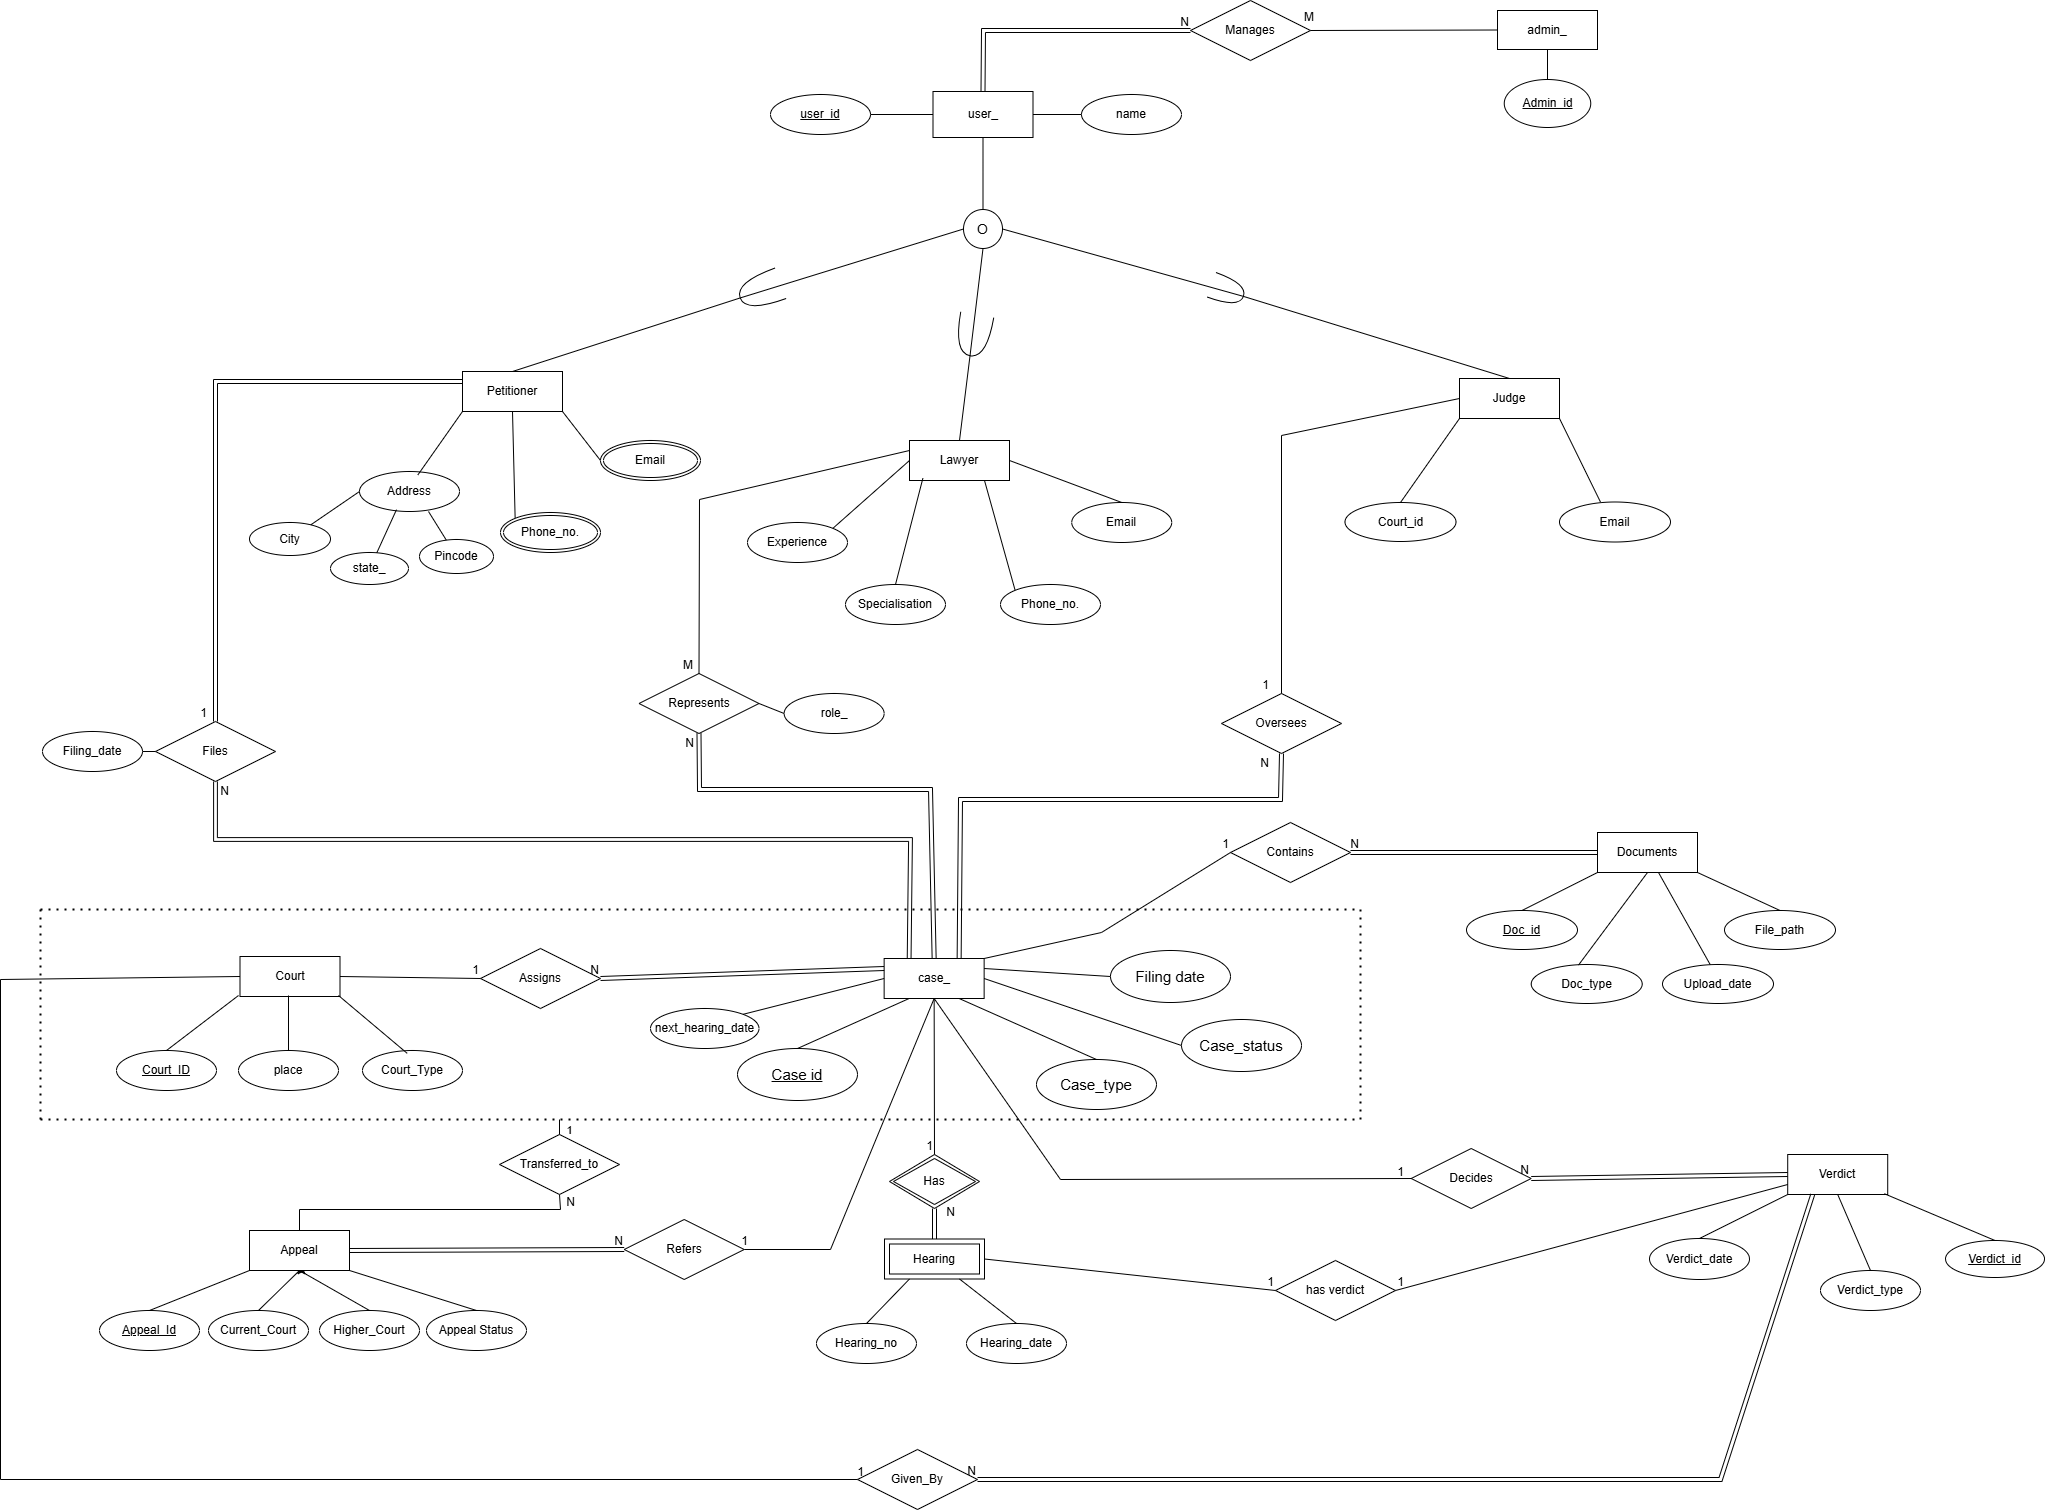 N
Manages
M
admin_
Admin_id
user_id
user_
name
O
Petitioner
Judge
Email
Lawyer
Address
City
state_
Pincode
Phone_no.
Experience
Email
Specialisation
Phone_no.
Court_id
Email
M
Represents
role_
N
1
Oversees
N
1
Filing_date
Files
N
1
Contains
N
Documents
Doc_id
File_path
Doc_type
Upload_date
Court
1
Assigns
N
case_
Filing date
next_hearing_date
Case_status
Court_ID
place
Court_Type
Case id
Case_type
1
Transferred_to
N
1
Has
N
1
Decides
N
Verdict
Appeal
N
Refers
1
Hearing
Verdict_date
Verdict_id
1
has verdict
1
Verdict_type
Appeal_Id
Current_Court
Higher_Court
Appeal Status
Hearing_no
Hearing_date
1
Given_By
N